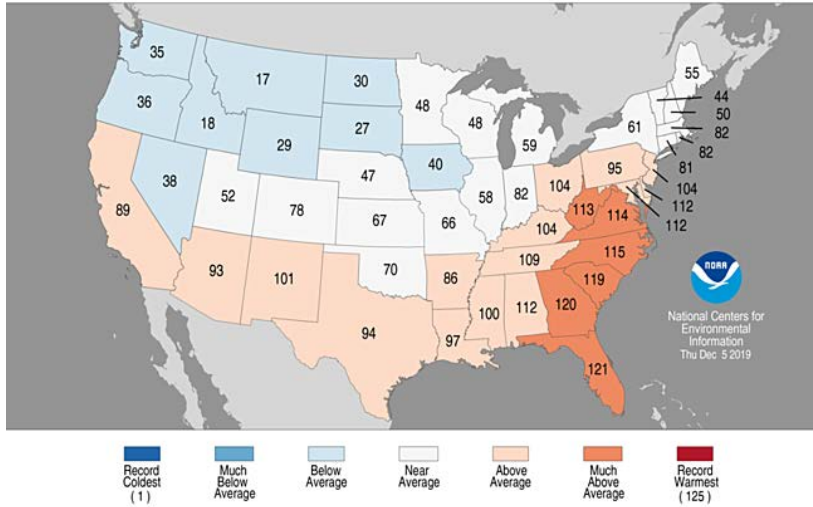 35
17
30
48
55
44
36
48
50
18
29
27
59
61
82
82
40
81
38
52
47
58
82
104
95
104
78
112
89
67
66
113
114
112
104
93
101
70
109
115
86
119
94
100
112
120
97
121
NOAA
National Centers for
Environmental
Information
Thu Dec 5 2019
Record
Coldest
( 1 )
Much
Below
Average
Below
Average
Near
Average
Above
Average
Much
Above
Average
Record
Warmest
( 125 )